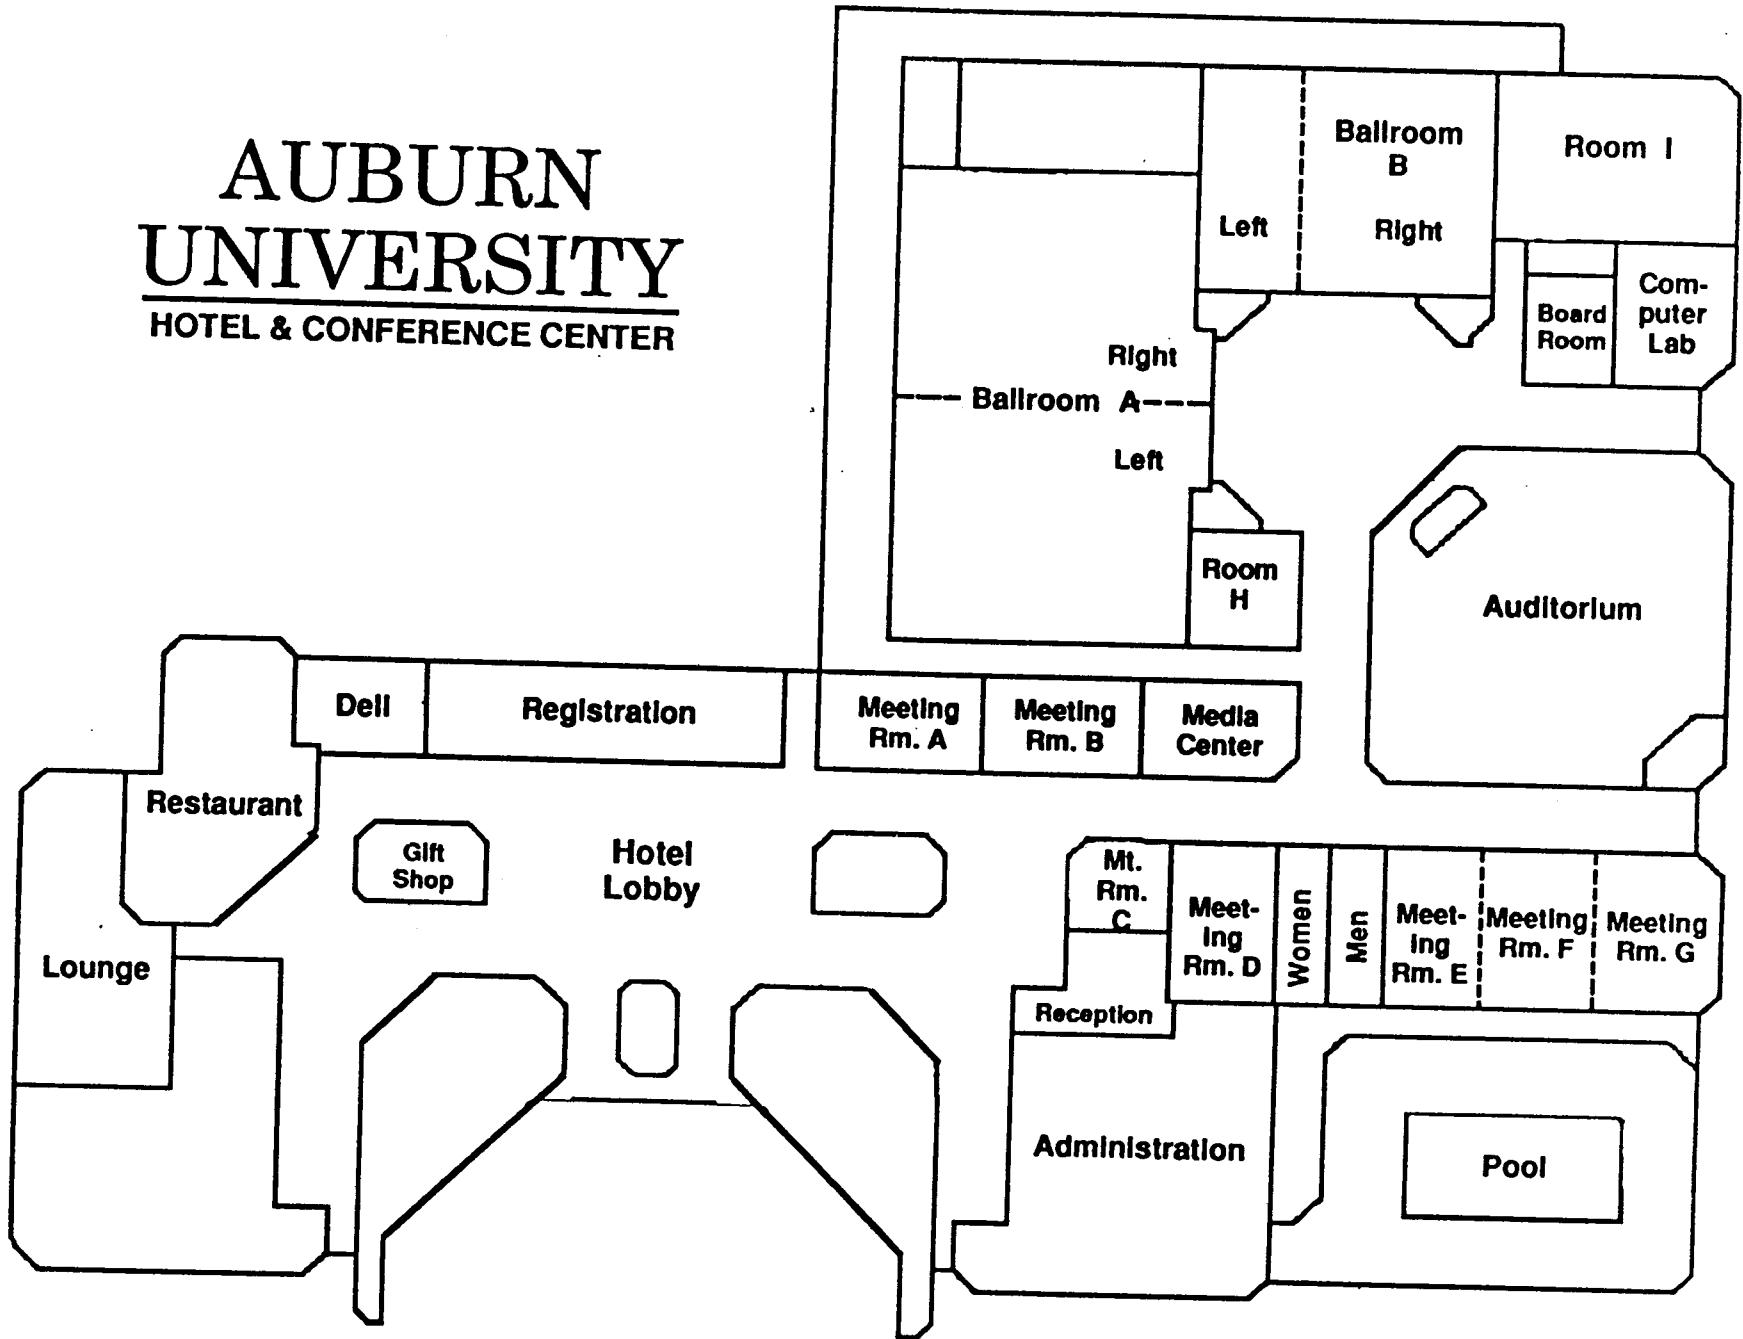 AUBURN
UNIVERSITY
HOTEL & CONFERENCE CENTER
Ballroom
B
Left
Right
Room I
Board
Room
Com-
puter
Lab
Right
Ballroom A
Left
Room
H
Auditorium
Deli
Registration
Meeting
Rm. A
Meeting
Rm. B
Media
Center
Restaurant
Gift
Shop
Hotel
Lobby
Lounge
Mt.
Rm.
C
Meet-
ing
Rm. D
Women
Men
Meet-
ing
Rm. E
Meeting
Rm. F
Meeting
Rm. G
Reception
Administration
Pool